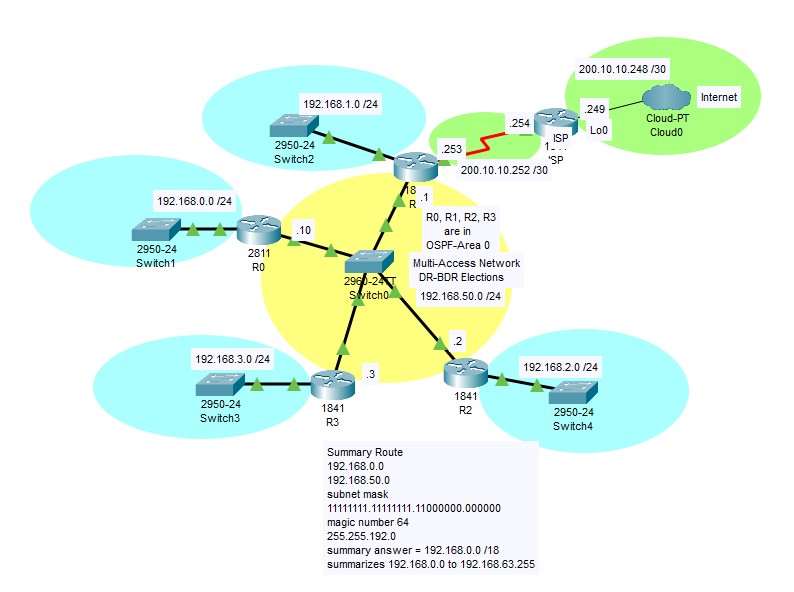 200.10.10.248 /30
Internet
.249
Cloud-PT
Cloud0
Lo0
.254
ISP
SP
192.168.1.0 /24
2950-24
Switch2
.253
200.10.10.252 /30
18
R
.1
192.168.0.0 /24
2950-24
Switch1
.10
2811
R0
R0, R1, R2, R3
are in
OSPF-Area 0
Multi-Access Network
DR-BDR Elections
192.168.50.0 /24
2960-24TT
Switch0
192.168.3.0 /24
2950-24
Switch3
.3
1841
R3
.2
1841
R2
192.168.2.0 /24
2950-24
Switch4
Summary Route
192.168.0.0
192.168.50.0
subnet mask
11111111.11111111.11000000.000000
magic number 64
255.255.192.0
summary answer = 192.168.0.0 /18
summarizes 192.168.0.0 to 192.168.63.255